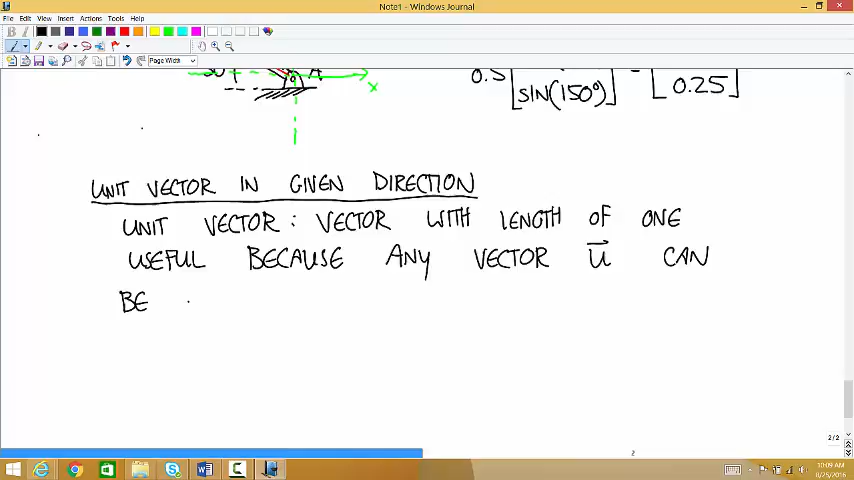 Note1 - Windows Journal
File Edit View Insert Actions Tools Help
B
Page Width
x
0.5 SIN(150°) = 0.25
UNIT VECTOR IN GIVEN DIRECTION
UNIT VECTOR: VECTOR WITH LENGTH OF ONE
USEFUL BECAUSE ANY VECTOR u CAN
BE
2/2
2
10:09 AM
8/25/2016